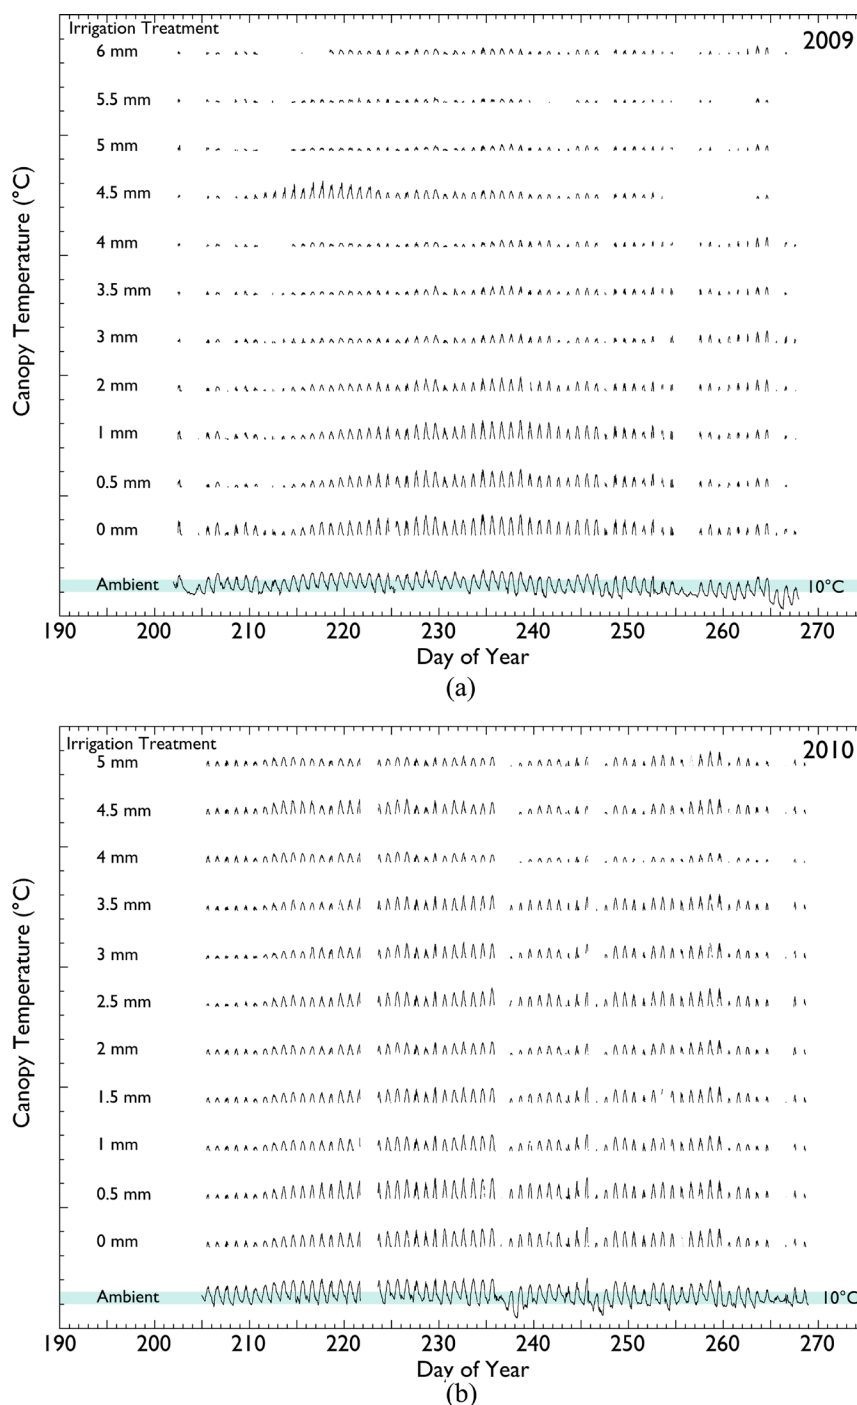 Irrigation Treatment
2009
6 mm
5.5 mm
5 mm
4.5 mm
4 mm
3.5 mm
3 mm
2 mm
1 mm
0.5 mm
0 mm
Ambient
10°C
Canopy Temperature (°C)
190 200 210 220 230 240 250 260 270
Day of Year
(a)
Irrigation Treatment
2010
5 mm
4.5 mm
4 mm
3.5 mm
3 mm
2.5 mm
2 mm
1.5 mm
1 mm
0.5 mm
0 mm
Ambient
10°C
Canopy Temperature (°C)
190 200 210 220 230 240 250 260 270
Day of Year
(b)